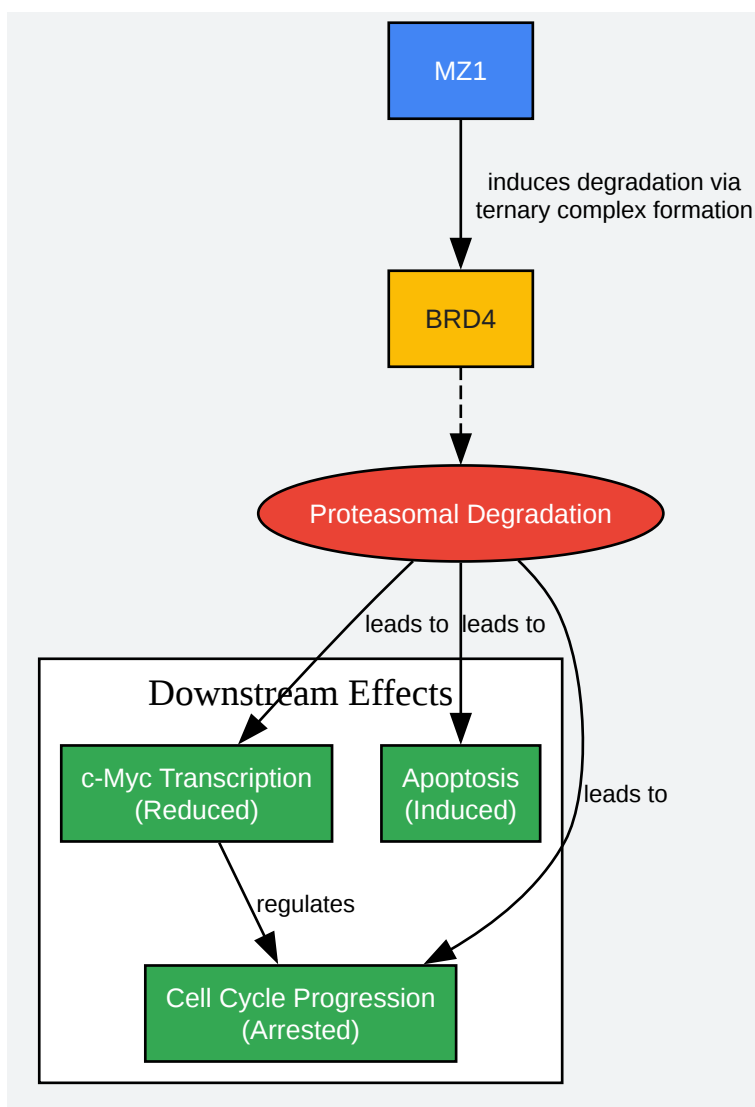 MZ1
induces degradation via
ternary complex formation
BRD4
Proteasomal Degradation
leads to
leads to
Downstream Effects
c-Myc Transcription
(Reduced)
Apoptosis
(Induced)
leads to
regulates
Cell Cycle Progression
(Arrested)